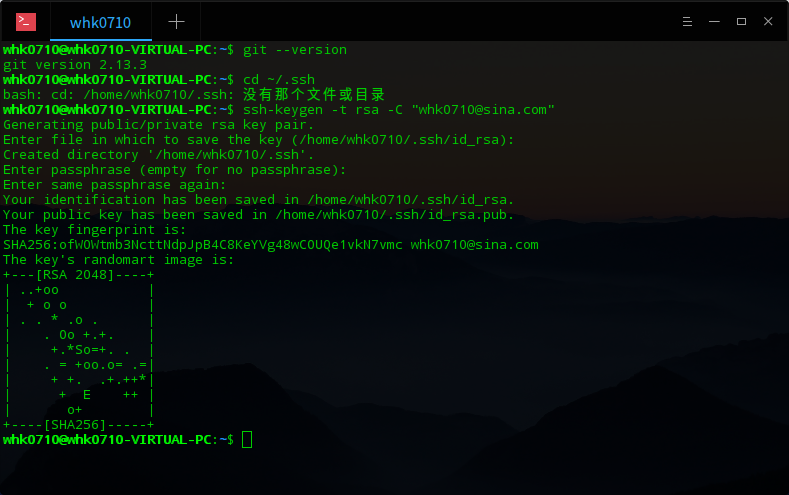 whk0710
whk0710@whk0710-VIRTUAL-PC:~$ git --version
git version 2.13.3
whk0710@whk0710-VIRTUAL-PC:~$ cd ~/.ssh
bash: cd: /home/whk0710/.ssh: 没有那个文件或目录
whk0710@whk0710-VIRTUAL-PC:~$ ssh-keygen -t rsa -C "whk0710@sina.com"
Generating public/private rsa key pair.
Enter file in which to save the key (/home/whk0710/.ssh/id_rsa):
Created directory '/home/whk0710/.ssh'.
Enter passphrase (empty for no passphrase):
Enter same passphrase again:
Your identification has been saved in /home/whk0710/.ssh/id_rsa.
Your public key has been saved in /home/whk0710/.ssh/id_rsa.pub.
The key fingerprint is:
SHA256:ofWOWtmb3NcttNdpJpB4C8KeYVg48wC0UQe1vkN7vmc whk0710@sina.com
The key's randomart image is:
+---[RSA 2048]----+
| ..+oo           |
|  + o o          |
| . . * .o .      |
|    . Oo +.+.    |
|     +.*So=+. .  |
|    . = +oo.o= .=|
|     + +.  .+.++*|
|      +  E    ++ |
|       o+        |
+----[SHA256]-----+
whk0710@whk0710-VIRTUAL-PC:~$